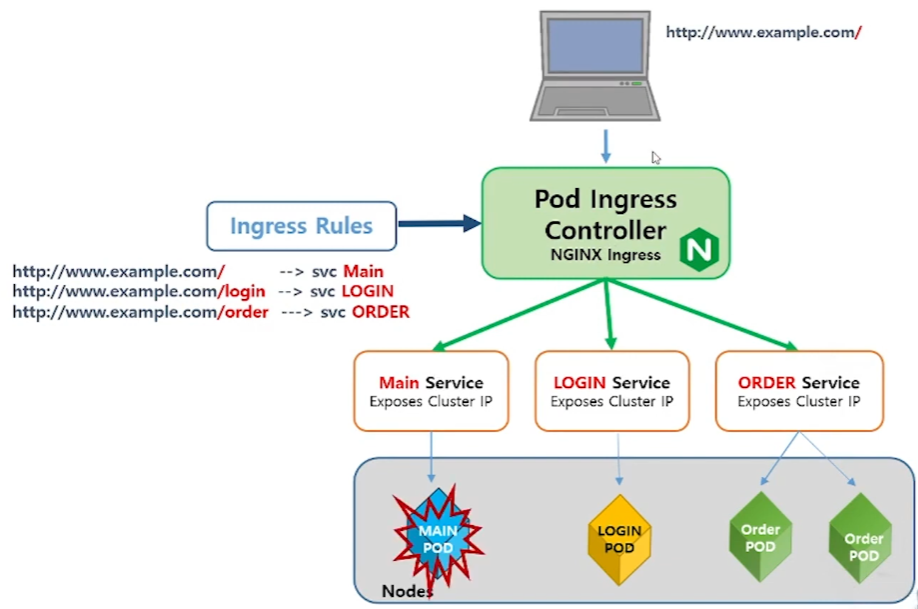 http://www.example.com/
Pod Ingress
Controller
NGINX Ingress
N
Ingress Rules
http://www.example.com/ --> svc Main
http://www.example.com/login --> svc LOGIN
http://www.example.com/order ---> svc ORDER
Main Service
Exposes Cluster IP
LOGIN Service
Exposes Cluster IP
ORDER Service
Exposes Cluster IP
MAIN
POD
LOGIN
POD
Order
POD
Order
POD
Nodes